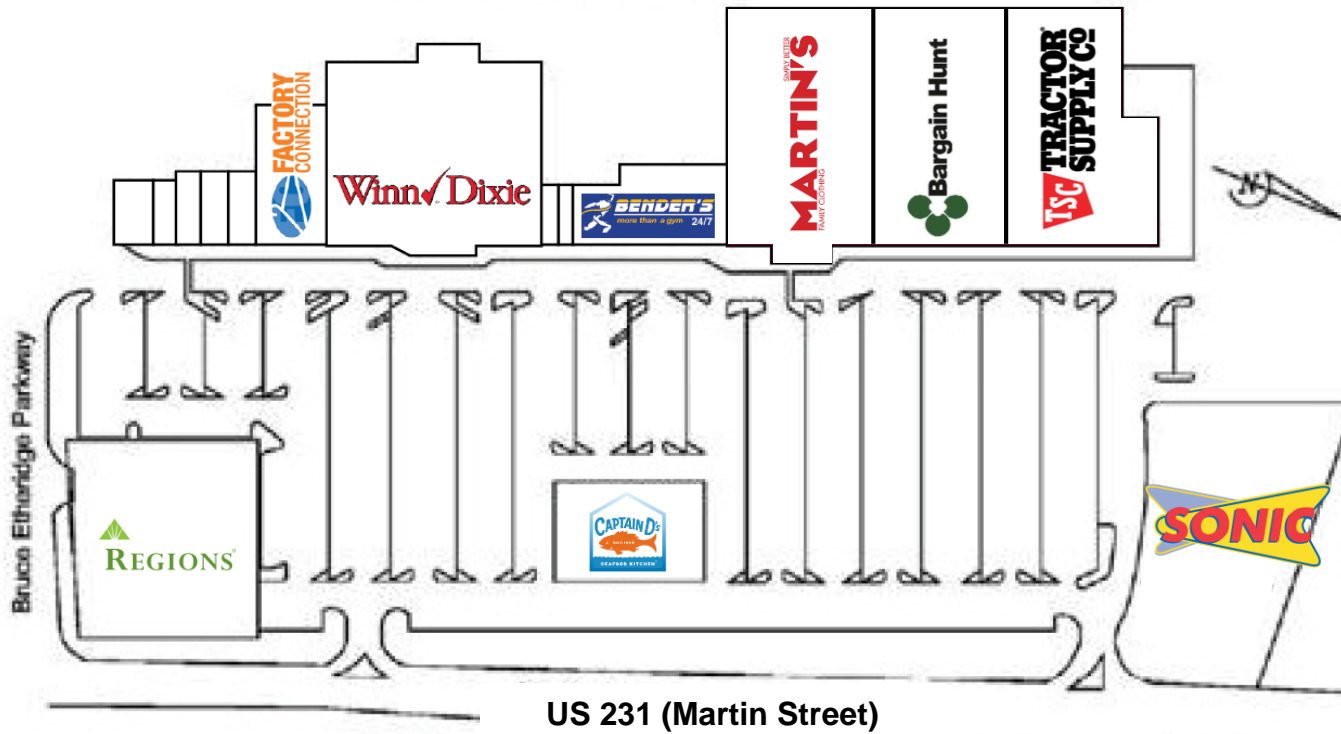 FACTORY
CONNECTION
Winn Dixie
BENDER'S
more than a gym 24/7
SIMPLY BETTER
MARTIN'S
FAMILY CLOTHING
Bargain Hunt
TSC
TRACTOR
SUPPLY CO
N
Bruce Etheridge Parkway
REGIONS
CAPTAIN D's
SEAFOOD KITCHEN
SONIC
US 231 (Martin Street)